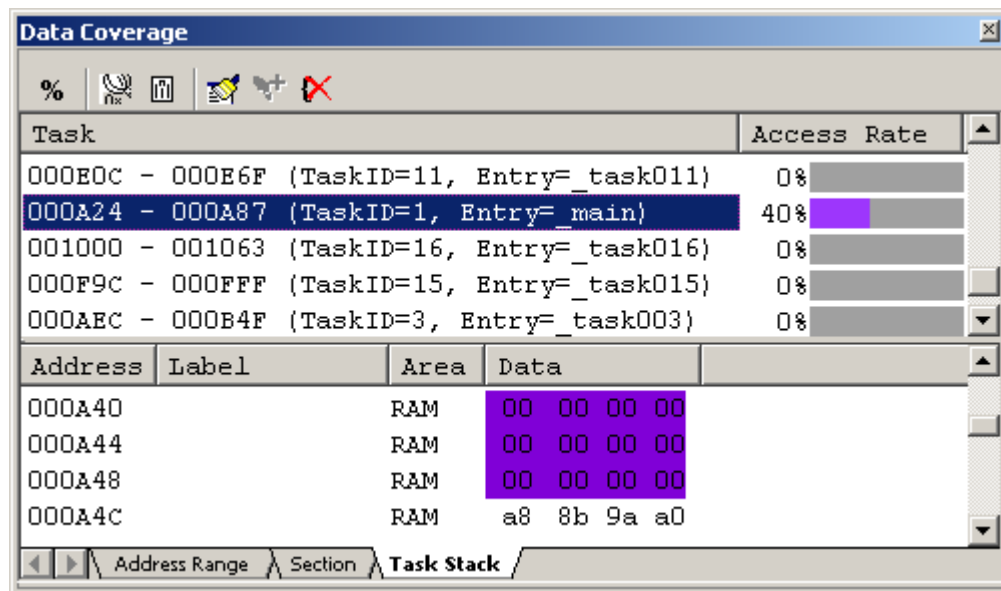 Data Coverage
%
Task Access Rate
000E0C - 000E6F (TaskID=11, Entry=_task011) 0%
000A24 - 000A87 (TaskID=1, Entry=_main) 40%
001000 - 001063 (TaskID=16, Entry=_task016) 0%
000F9C - 000FFF (TaskID=15, Entry=_task015) 0%
000AEC - 000B4F (TaskID=3, Entry=_task003) 0%
Address Label Area Data
000A40 RAM 00 00 00 00
000A44 RAM 00 00 00 00
000A48 RAM 00 00 00 00
000A4C RAM a8 8b 9a a0
Address Range Section Task Stack